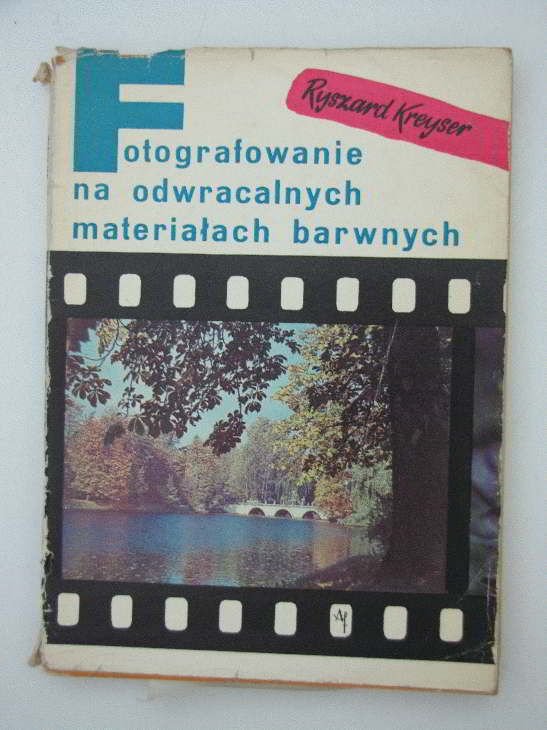 Ryszard Kreyser
Fotografowanie
na odwracalnych
materiałach barwnych